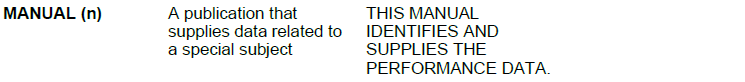 MANUAL (n) A publication that THIS MANUAL
supplies data related to IDENTIFIES AND
a special subject SUPPLIES THE
PERFORMANCE DATA.